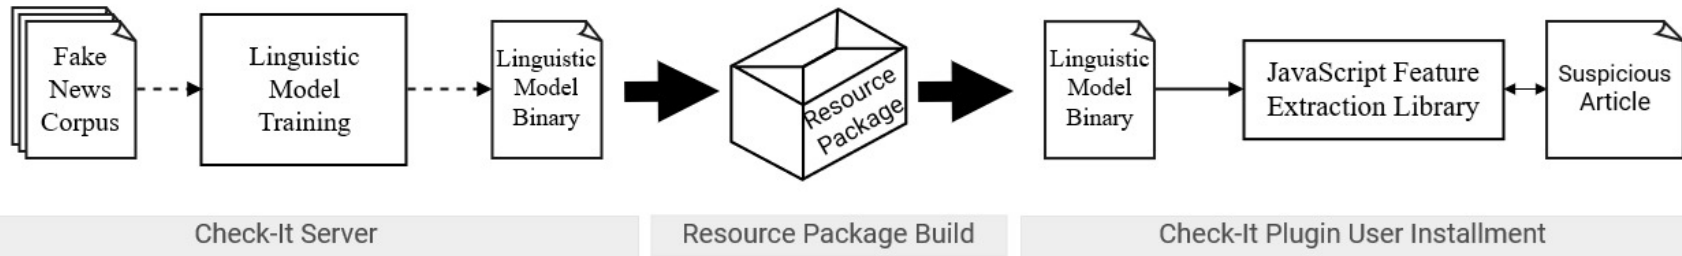 Fake
News
Corpus
Linguistic
Model
Training
Linguistic
Model
Binary
Resource
Package
Linguistic
Model
Binary
JavaScript Feature
Extraction Library
Suspicious
Article
Check-It Server
Resource Package Build
Check-It Plugin User Installment